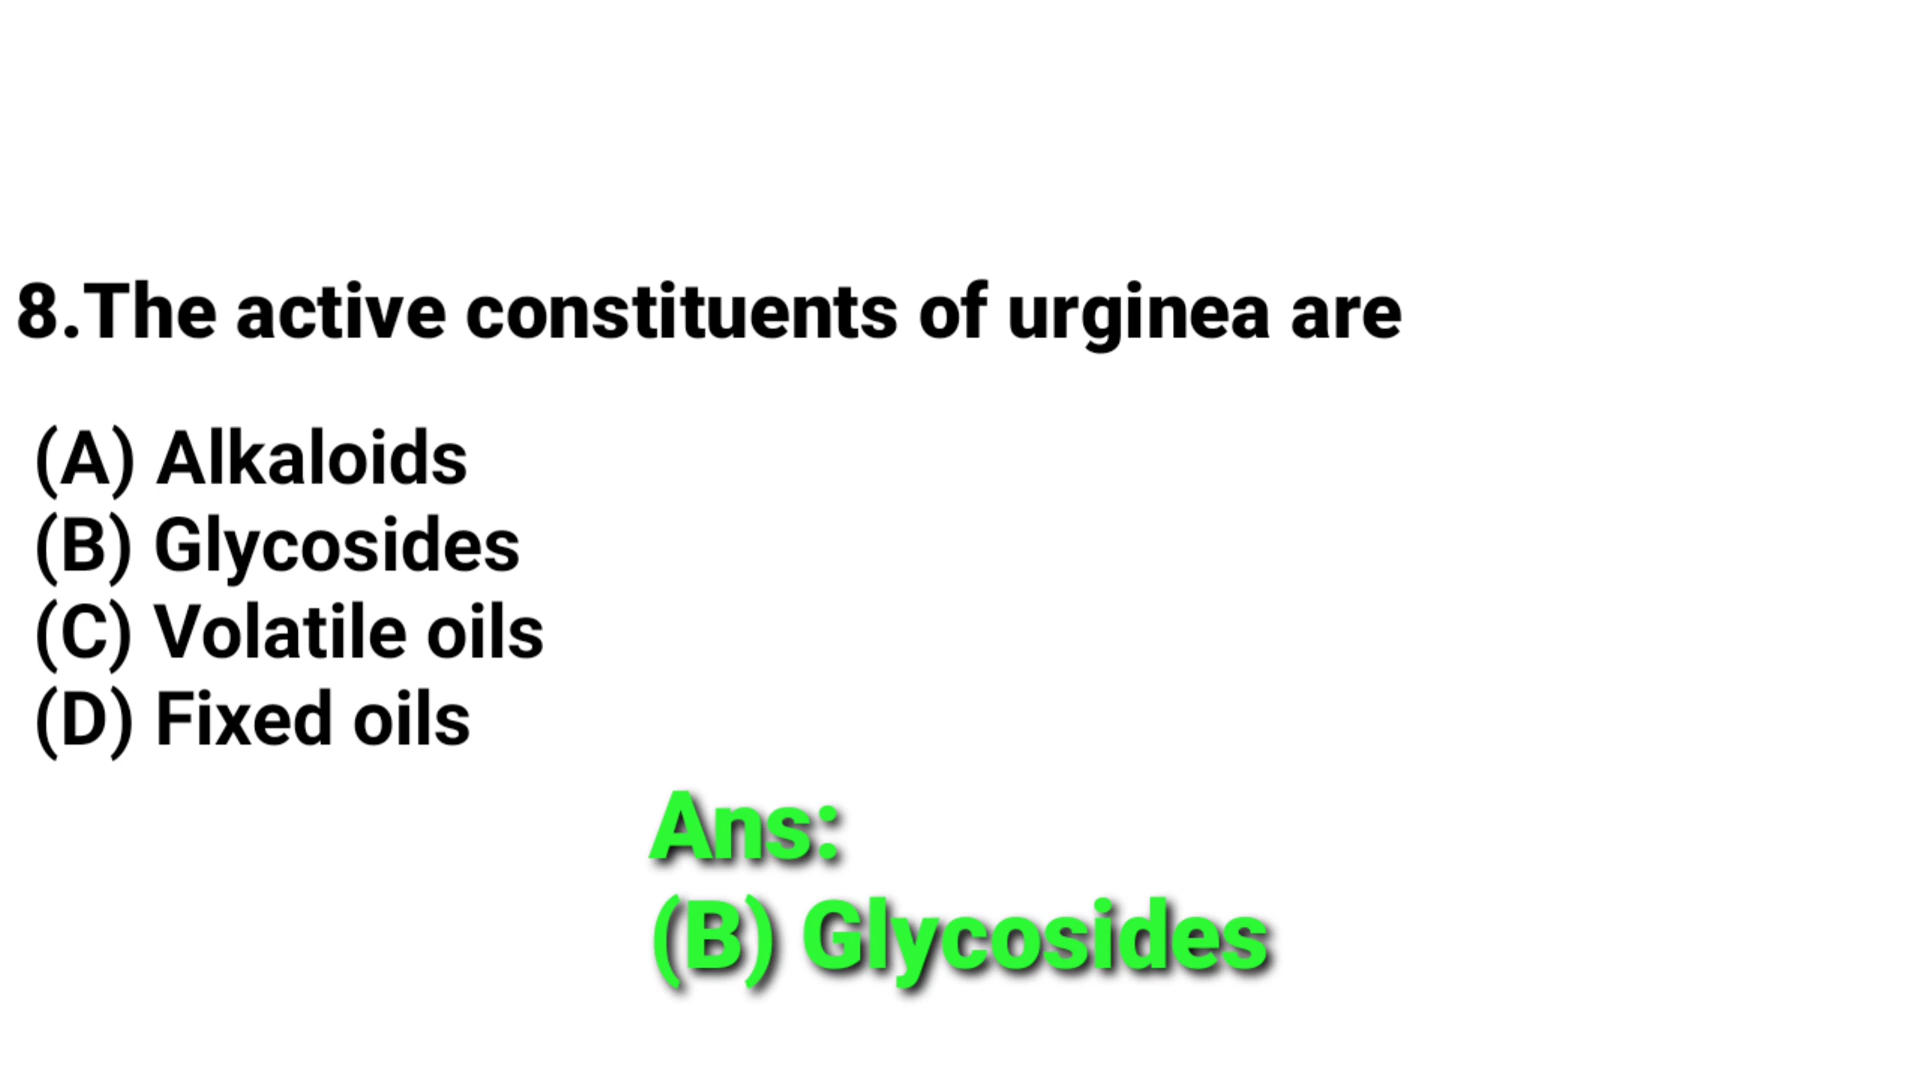 8.The active constituents of urginea are
(A) Alkaloids
(B) Glycosides
(C) Volatile oils
(D) Fixed oils
Ans:
(B) Glycosides